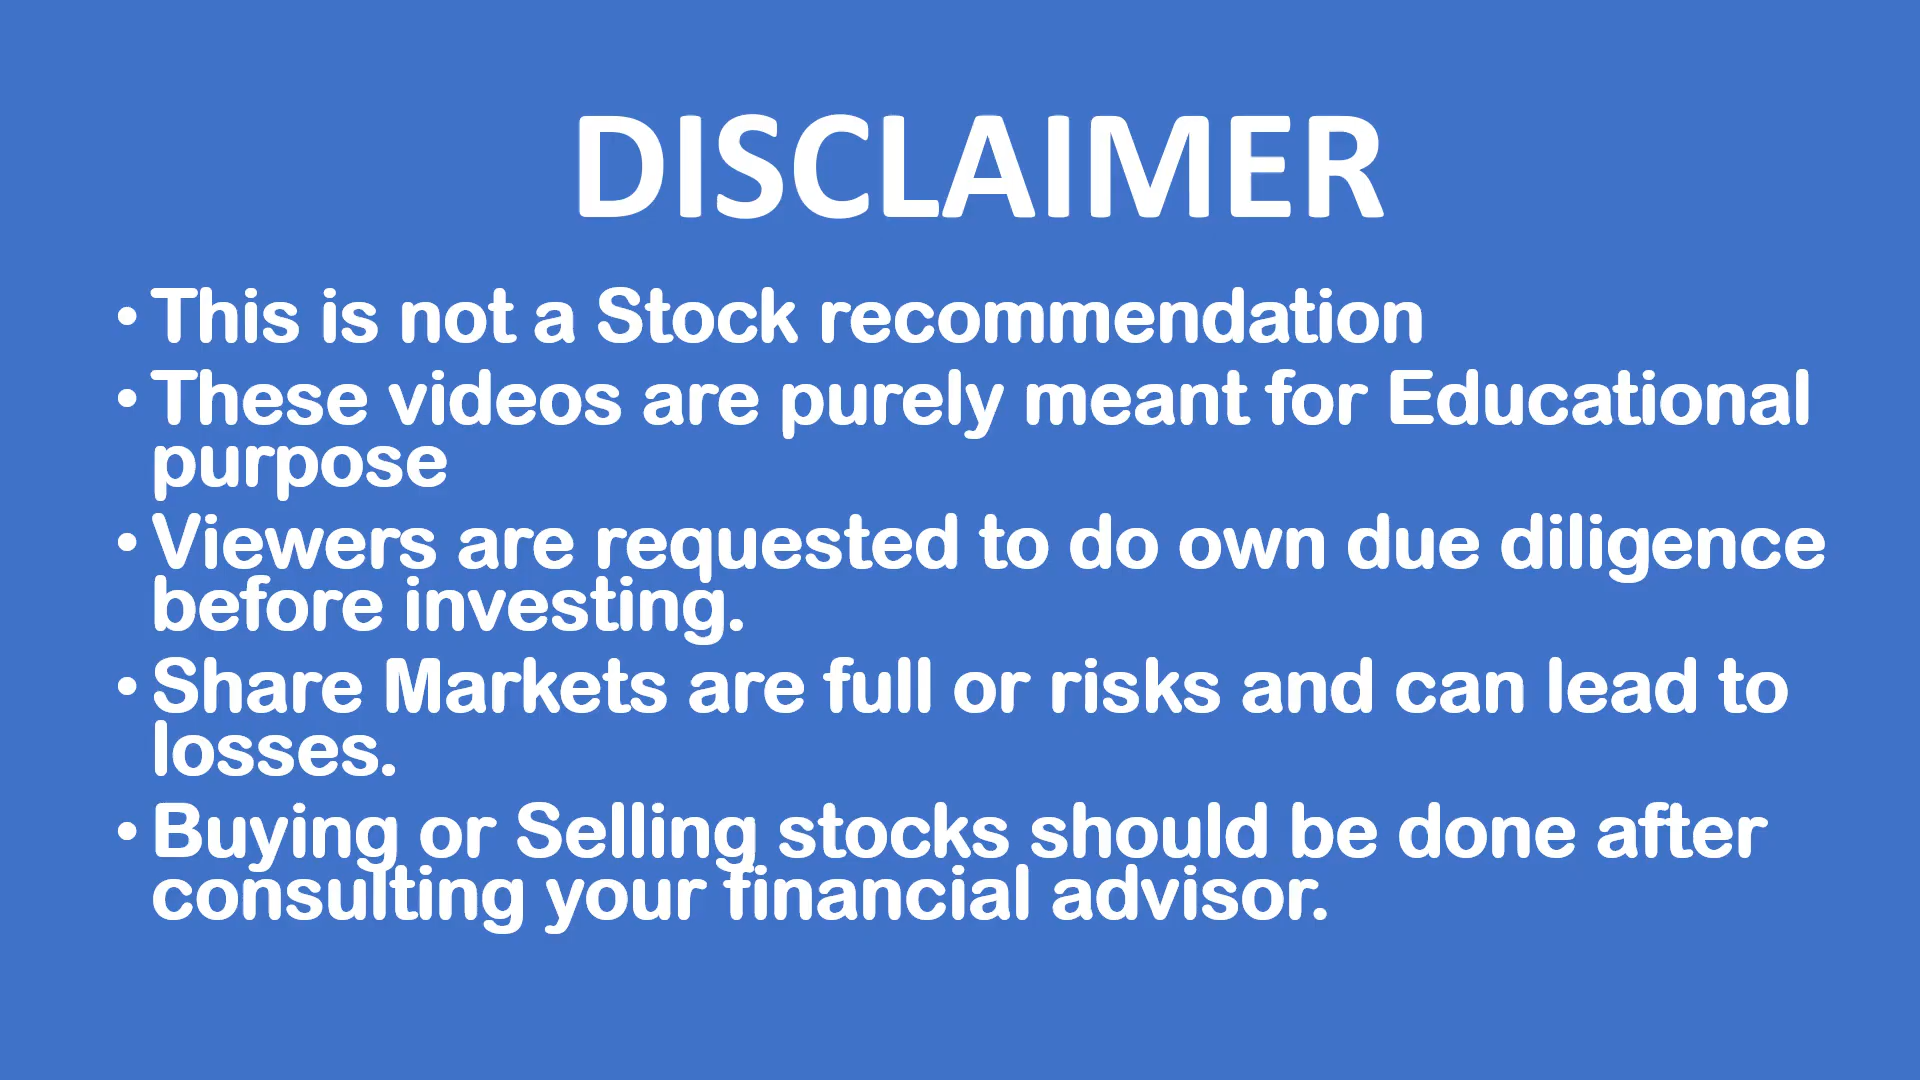 DISCLAIMER
• This is not a Stock recommendation
• These videos are purely meant for Educational
purpose
• Viewers are requested to do own due diligence
before investing.
• Share Markets are full or risks and can lead to
losses.
• Buying or Selling stocks should be done after
consulting your financial advisor.